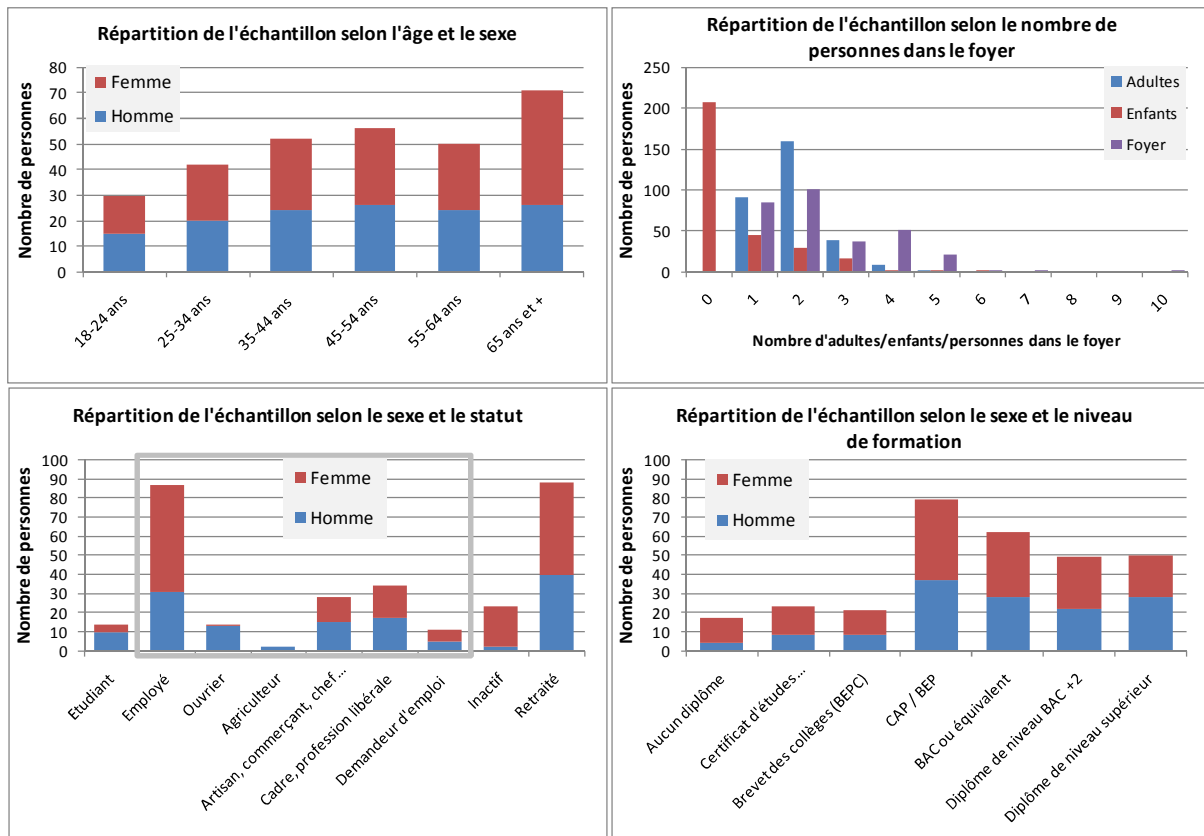 Répartition de l'échantillon selon l'âge et le sexe
Nombre de personnes
80
70
60
50
40
30
20
10
0
Femme
Homme
18-24 ans
25-34 ans
35-44 ans
45-54 ans
55-64 ans
65 ans et +
Répartition de l'échantillon selon le nombre de
personnes dans le foyer
Nombre de personnes
250
200
150
100
50
0
Adultes
Enfants
Foyer
0
1
2
3
4
5
6
7
8
9
10
Nombre d'adultes/enfants/personnes dans le foyer
Répartition de l'échantillon selon le sexe et le statut
Nombre de personnes
100
90
80
70
60
50
40
30
20
10
0
Femme
Homme
Etudiant
Employé
Ouvrier
Agriculteur
Artisan, commerçant, chef...
Cadre, profession libérale
Demandeur d'emploi
Inactif
Retraité
Répartition de l'échantillon selon le sexe et le niveau
de formation
Nombre de personnes
100
90
80
70
60
50
40
30
20
10
0
Femme
Homme
Aucun diplôme
Certificat d'études...
Brevet des collèges (BEPC)
CAP / BEP
BAC ou équivalent
Diplôme de niveau BAC +2
Diplôme de niveau supérieur